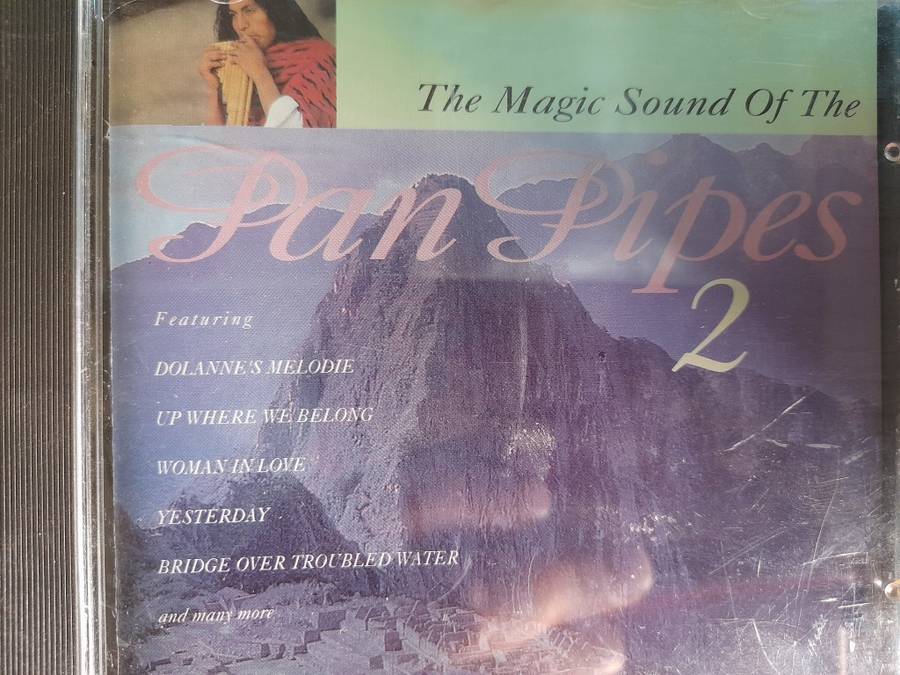 The Magic Sound Of The
Pan Pipes
2
Featuring
DOLANNE'S MELODIE
UP WHERE WE BELONG
WOMAN IN LOVE
YESTERDAY
BRIDGE OVER TROUBLED WATER
and many more